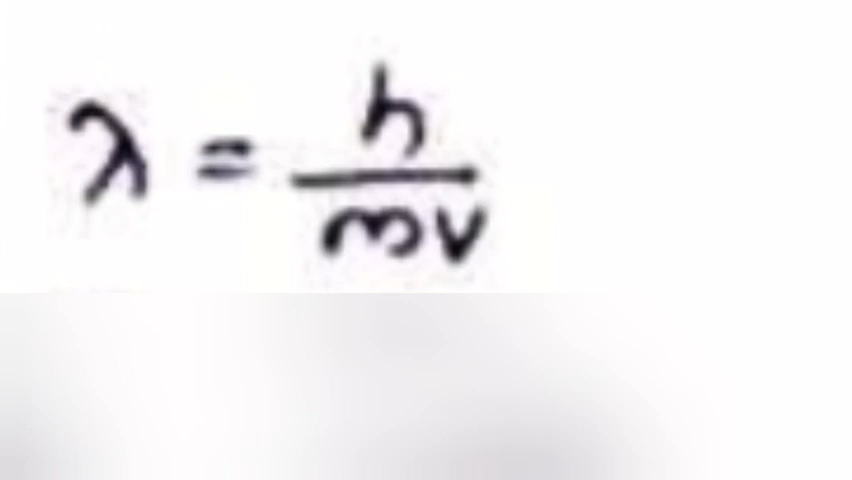 λ = h/mv